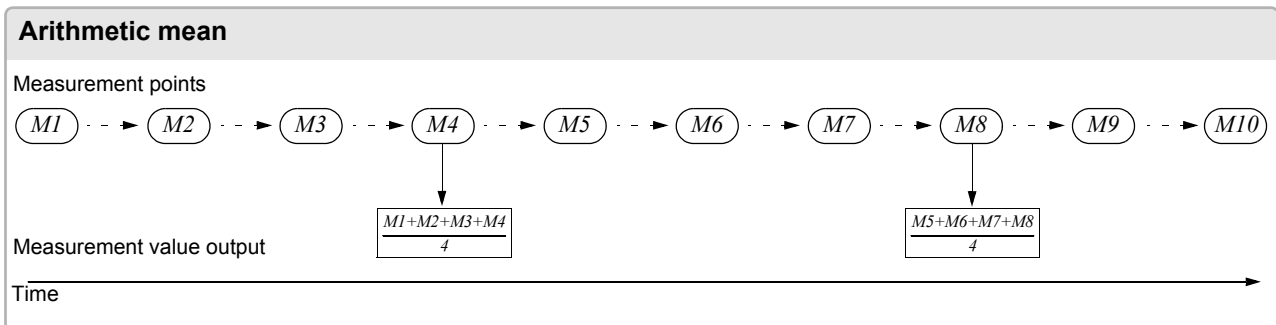 Arithmetic mean
Measurement points
M1 M2 M3 M4 M5 M6 M7 M8 M9 M10
M1+M2+M3+M4 M5+M6+M7+M8
4 4
Measurement value output
Time